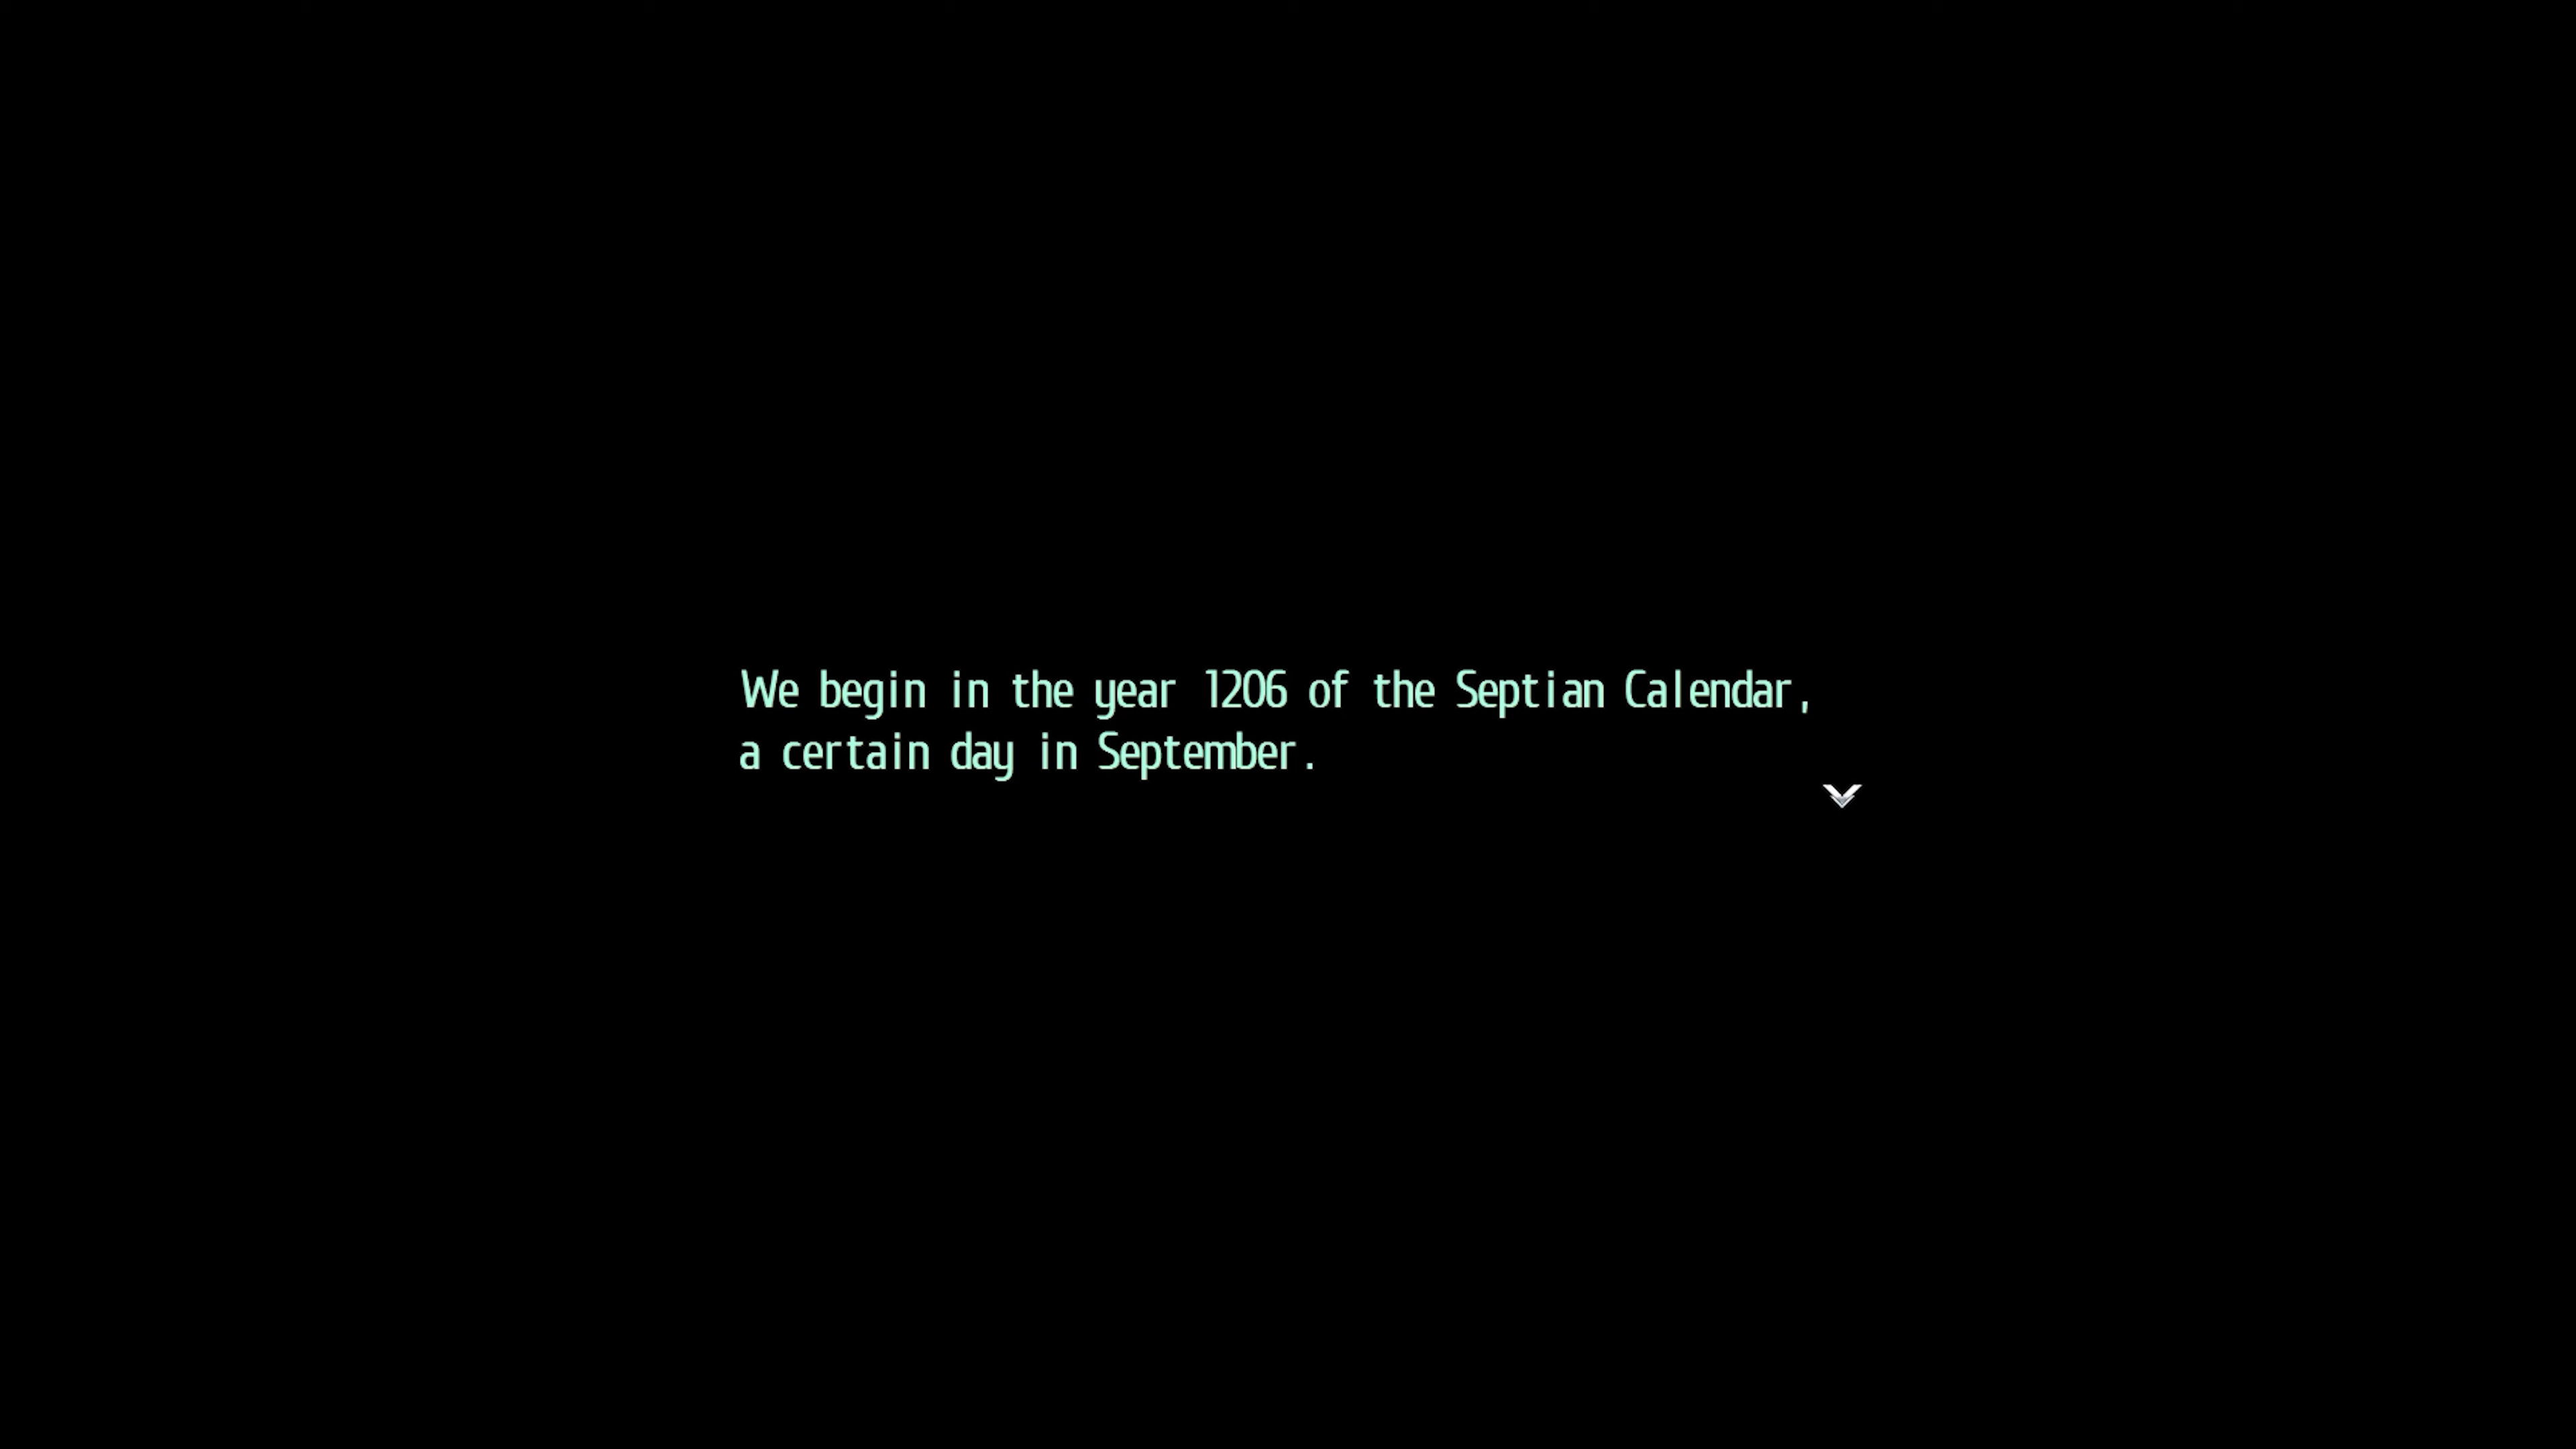 We begin in the year 1206 of the Septian Calendar,
a certain day in September.